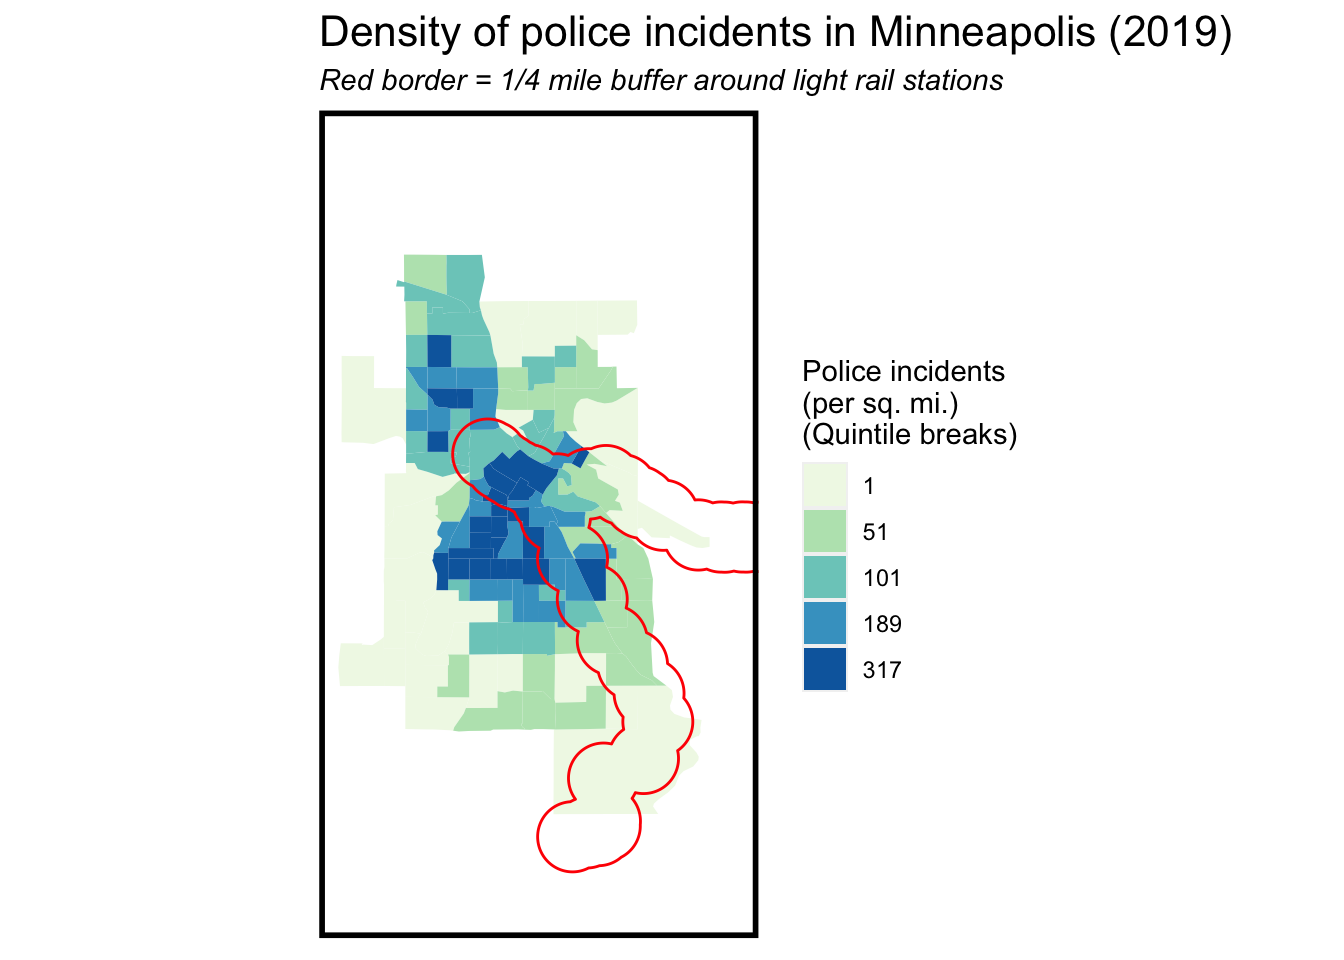 Density of police incidents in Minneapolis (2019)
Red border = 1/4 mile buffer around light rail stations
Police incidents
(per sq. mi.)
(Quintile breaks)
1
51
101
189
317